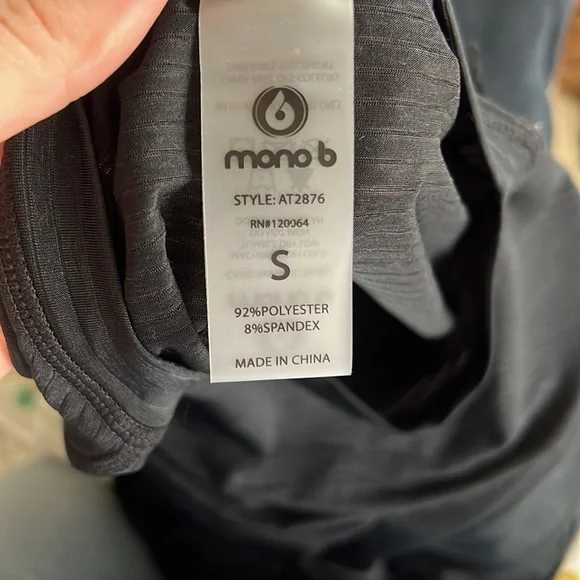 mono b
STYLE: AT2876
RN#120064
S
92%POLYESTER
8%SPANDEX
MADE IN CHINA